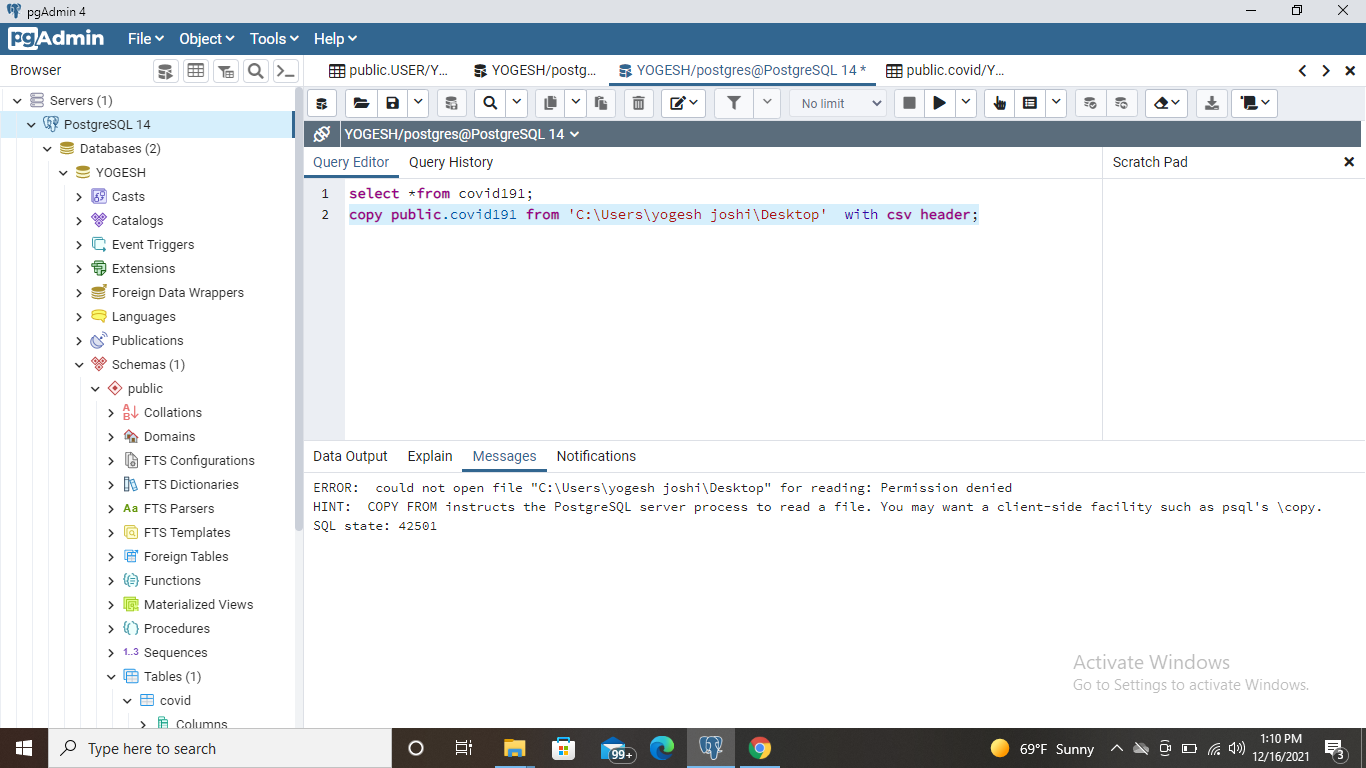 pgAdmin 4
pgAdmin File Object Tools Help
Browser
public.USER/Y... YOGESH/postg... YOGESH/postgres@PostgreSQL 14 * public.covid/Y...
No limit
YOGESH/postgres@PostgreSQL 14
Servers (1)
PostgreSQL 14
Databases (2)
YOGESH
Casts
Catalogs
Event Triggers
Extensions
Foreign Data Wrappers
Languages
Publications
Schemas (1)
public
Collations
Domains
FTS Configurations
FTS Dictionaries
Aa FTS Parsers
FTS Templates
Foreign Tables
Functions
Materialized Views
Procedures
1..3 Sequences
Tables (1)
covid
Columns
Query Editor Query History
Scratch Pad
1 select *from covid191;
2 copy public.covid191 from 'C:\Users\yogesh joshi\Desktop'  with csv header;
Data Output Explain Messages Notifications
ERROR:  could not open file "C:\Users\yogesh joshi\Desktop" for reading: Permission denied
HINT:  COPY FROM instructs the PostgreSQL server process to read a file. You may want a client-side facility such as psql's \copy.
SQL state: 42501
Activate Windows
Go to Settings to activate Windows.
Type here to search
99+
69°F Sunny
1:10 PM
12/16/2021
3